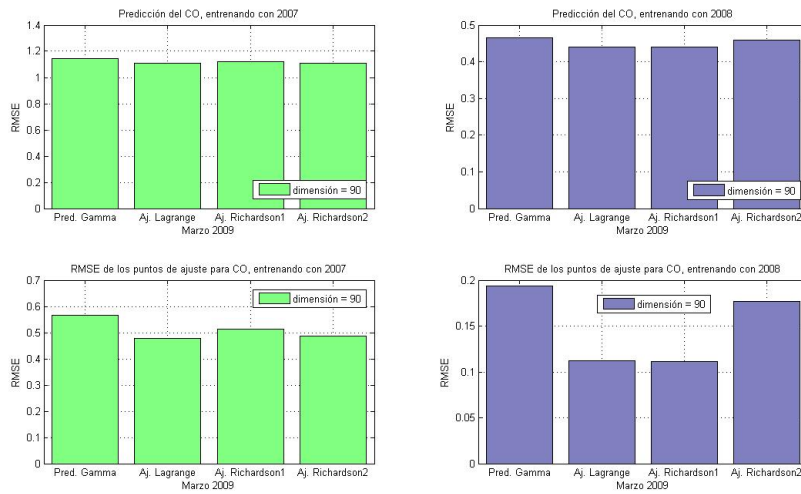 Predicción del CO, entrenando con 2007
1.4
1.2
1
0.8
0.6
0.4
0.2
0
RMSE
dimensión = 90
Pred. Gamma Aj. Lagrange Aj. Richardson1 Aj. Richardson2
Marzo 2009
Predicción del CO, entrenando con 2008
0.5
0.4
0.3
0.2
0.1
0
RMSE
dimensión = 90
Pred. Gamma Aj. Lagrange Aj. Richardson1 Aj. Richardson2
Marzo 2009
RMSE de los puntos de ajuste para CO, entrenando con 2007
0.7
0.6
0.5
0.4
0.3
0.2
0.1
0
RMSE
dimensión = 90
Pred. Gamma Aj. Lagrange Aj. Richardson1 Aj. Richardson2
Marzo 2009
RMSE de los puntos de ajuste para CO, entrenando con 2008
0.2
0.15
0.1
0.05
0
RMSE
dimensión = 90
Pred. Gamma Aj. Lagrange Aj. Richardson1 Aj. Richardson2
Marzo 2009